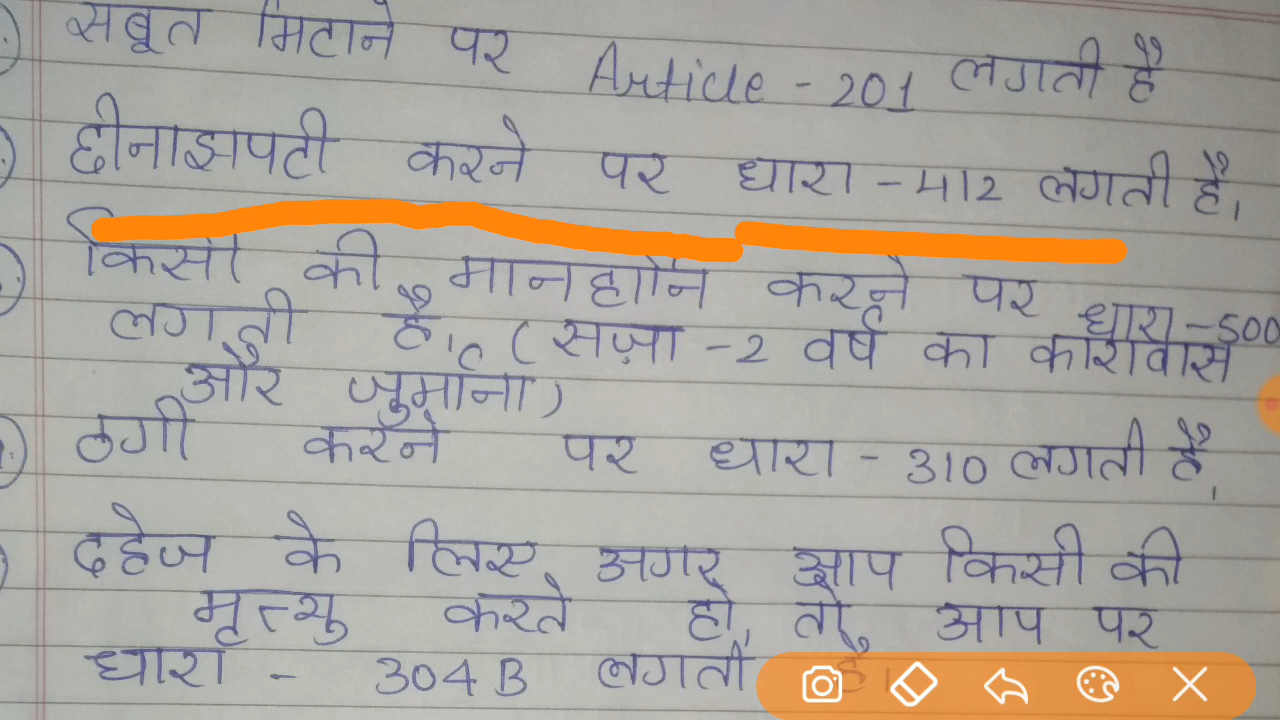 सबूत मिटाने पर Article - 201 लगती है
छीनाझपटी करने पर धारा - 412 लगती है,
किसी की मानहानि करने पर धारा - 500
लगती है, (सज़ा - 2 वर्ष का कारावास
और जुर्माना)
ठगी करने पर धारा - 310 लगती है,
दहेज के लिए अगर आप किसी की
मृत्यु करते हो, तो आप पर
धारा - 304B लगती है,